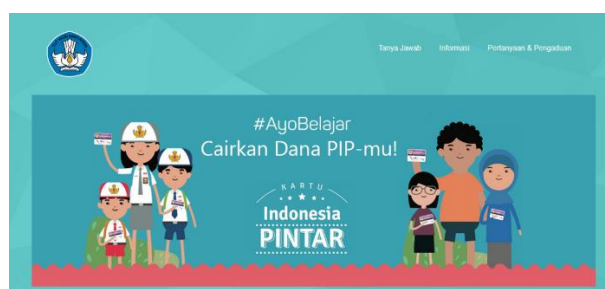 Tanya Jawab Informasi Pertanyaan & Pengaduan
#AyoBelajar
Cairkan Dana PIP-mu!
KARTU
Indonesia
PINTAR